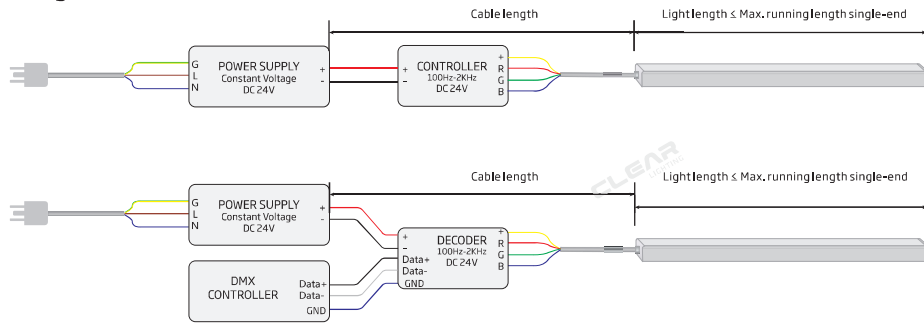 Cable length
Light length ≤ Max. running length single-end
G
L
N
POWER SUPPLY
Constant Voltage
DC 24V
+
-
+
-
CONTROLLER
100Hz-2KHz
DC 24V
+
R
G
B
Cable length
Light length ≤ Max. running length single-end
CLEAR
LIGHTING
G
L
N
POWER SUPPLY
Constant Voltage
DC 24V
+
-
+
-
Data+
Data-
GND
DECODER
100Hz-2KHz
DC 24V
+
R
G
B
DMX
CONTROLLER
Data+
Data-
GND